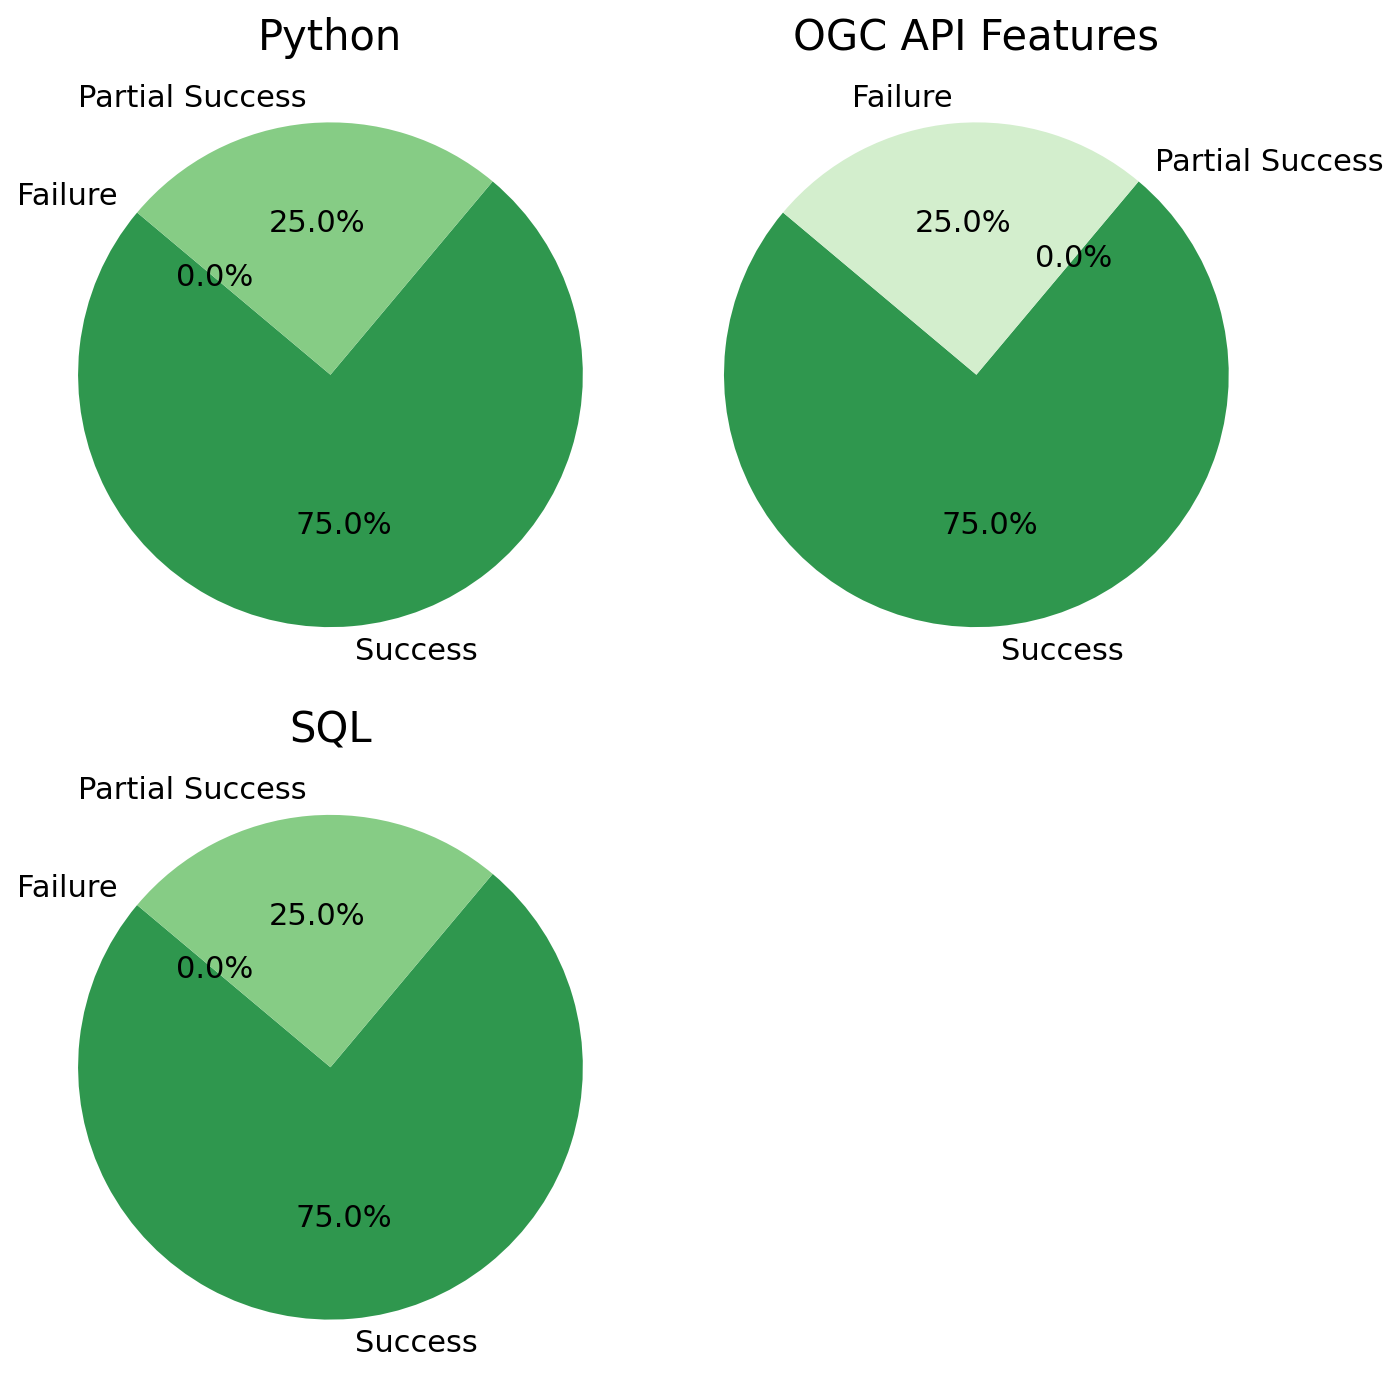 Python
Partial Success
Failure
25.0%
0.0%
75.0%
Success
OGC API Features
Failure
Partial Success
25.0%
0.0%
75.0%
Success
SQL
Partial Success
Failure
25.0%
0.0%
75.0%
Success